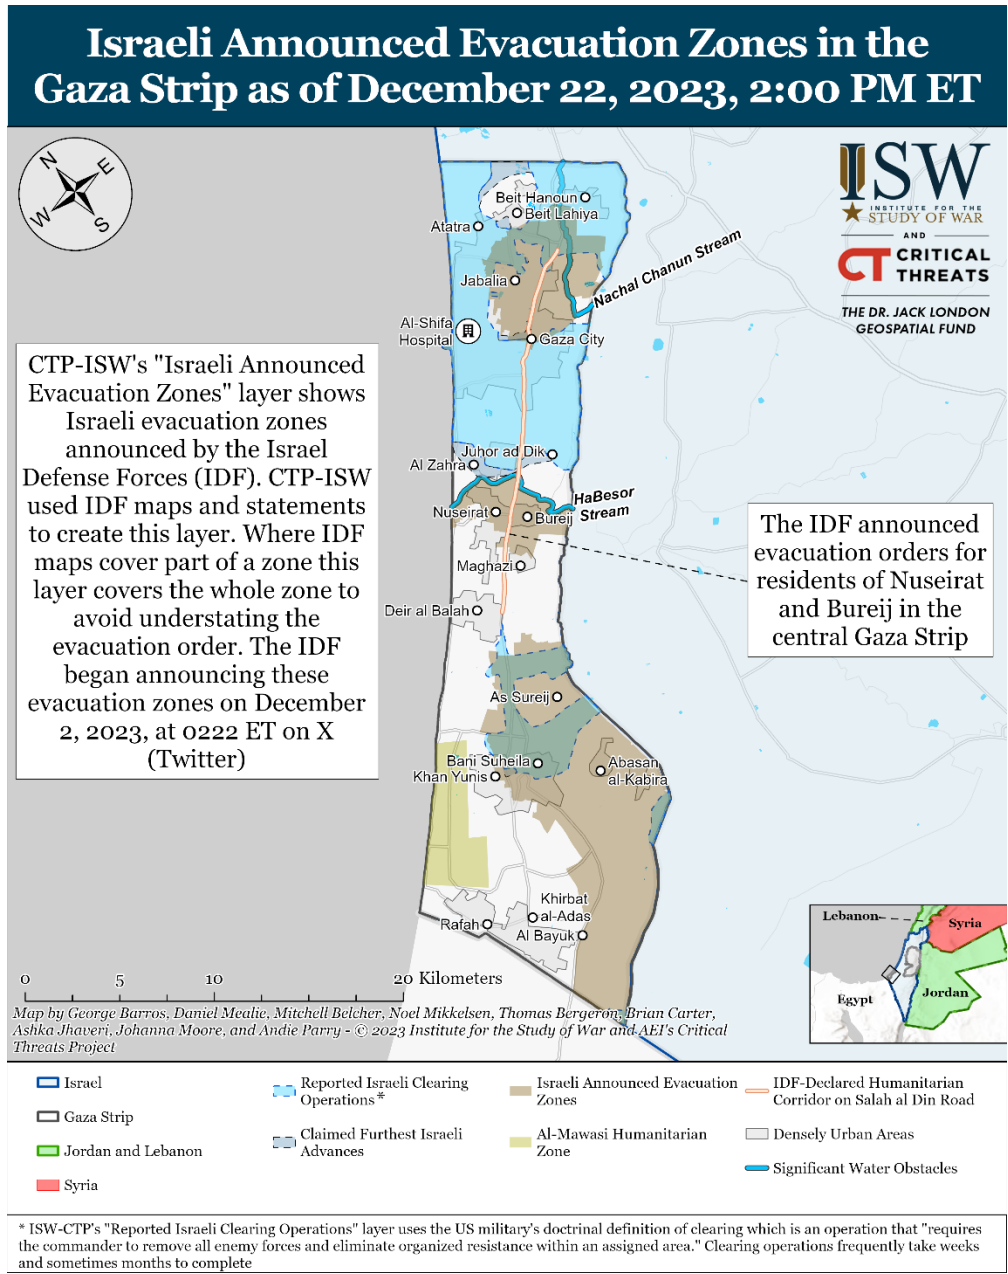 Israeli Announced Evacuation Zones in the
Gaza Strip as of December 22, 2023, 2:00 PM ET
N
E
W
S
ISW
INSTITUTE FOR THE
STUDY OF WAR
AND
CT CRITICAL
THREATS
THE DR. JACK LONDON
GEOSPATIAL FUND
Beit Hanoun
Beit Lahiya
Atatra
Nachal Chanun Stream
Jabalia
Al-Shifa
Hospital
Gaza City
CTP-ISW's "Israeli Announced
Evacuation Zones" layer shows
Israeli evacuation zones
announced by the Israel
Defense Forces (IDF). CTP-ISW
used IDF maps and statements
to create this layer. Where IDF
maps cover part of a zone this
layer covers the whole zone to
avoid understating the
evacuation order. The IDF
began announcing these
evacuation zones on December
2, 2023, at 0222 ET on X
(Twitter)
Juhor ad Dik
Al Zahra
HaBesor
Stream
Nuseirat
Bureij
The IDF announced
evacuation orders for
residents of Nuseirat
and Bureij in the
central Gaza Strip
Maghazi
Deir al Balah
As Sureij
Bani Suheila
Khan Yunis
Abasan
al-Kabira
Khirbat
al-Adas
Rafah
Al Bayuk
Lebanon
Syria
Jordan
Egypt
0 5 10 20 Kilometers
Map by George Barros, Daniel Mealie, Mitchell Belcher, Noel Mikkelsen, Thomas Bergeron, Brian Carter,
Ashka Jhaveri, Johanna Moore, and Andie Parry - © 2023 Institute for the Study of War and AEI's Critical
Threats Project
Israel
Gaza Strip
Jordan and Lebanon
Syria
Reported Israeli Clearing
Operations*
Claimed Furthest Israeli
Advances
Israeli Announced Evacuation
Zones
Al-Mawasi Humanitarian
Zone
IDF-Declared Humanitarian
Corridor on Salah al Din Road
Densely Urban Areas
Significant Water Obstacles
* ISW-CTP's "Reported Israeli Clearing Operations" layer uses the US military's doctrinal definition of clearing which is an operation that "requires
the commander to remove all enemy forces and eliminate organized resistance within an assigned area." Clearing operations frequently take weeks
and sometimes months to complete